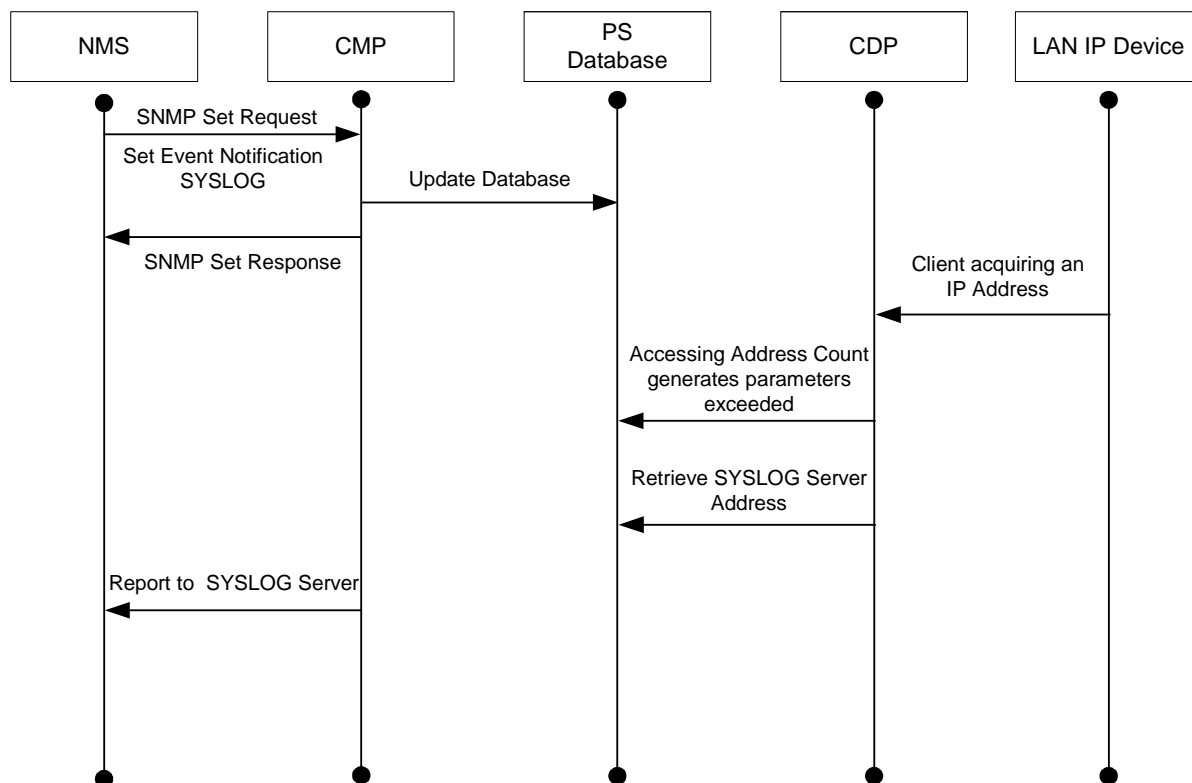 NMS
CMP
PS
Database
CDP
LAN IP Device
SNMP Set Request
Set Event Notification
SYSLOG
Update Database
SNMP Set Response
Client acquiring an
IP Address
Accessing Address Count
generates parameters
exceeded
Retrieve SYSLOG Server
Address
Report to SYSLOG Server